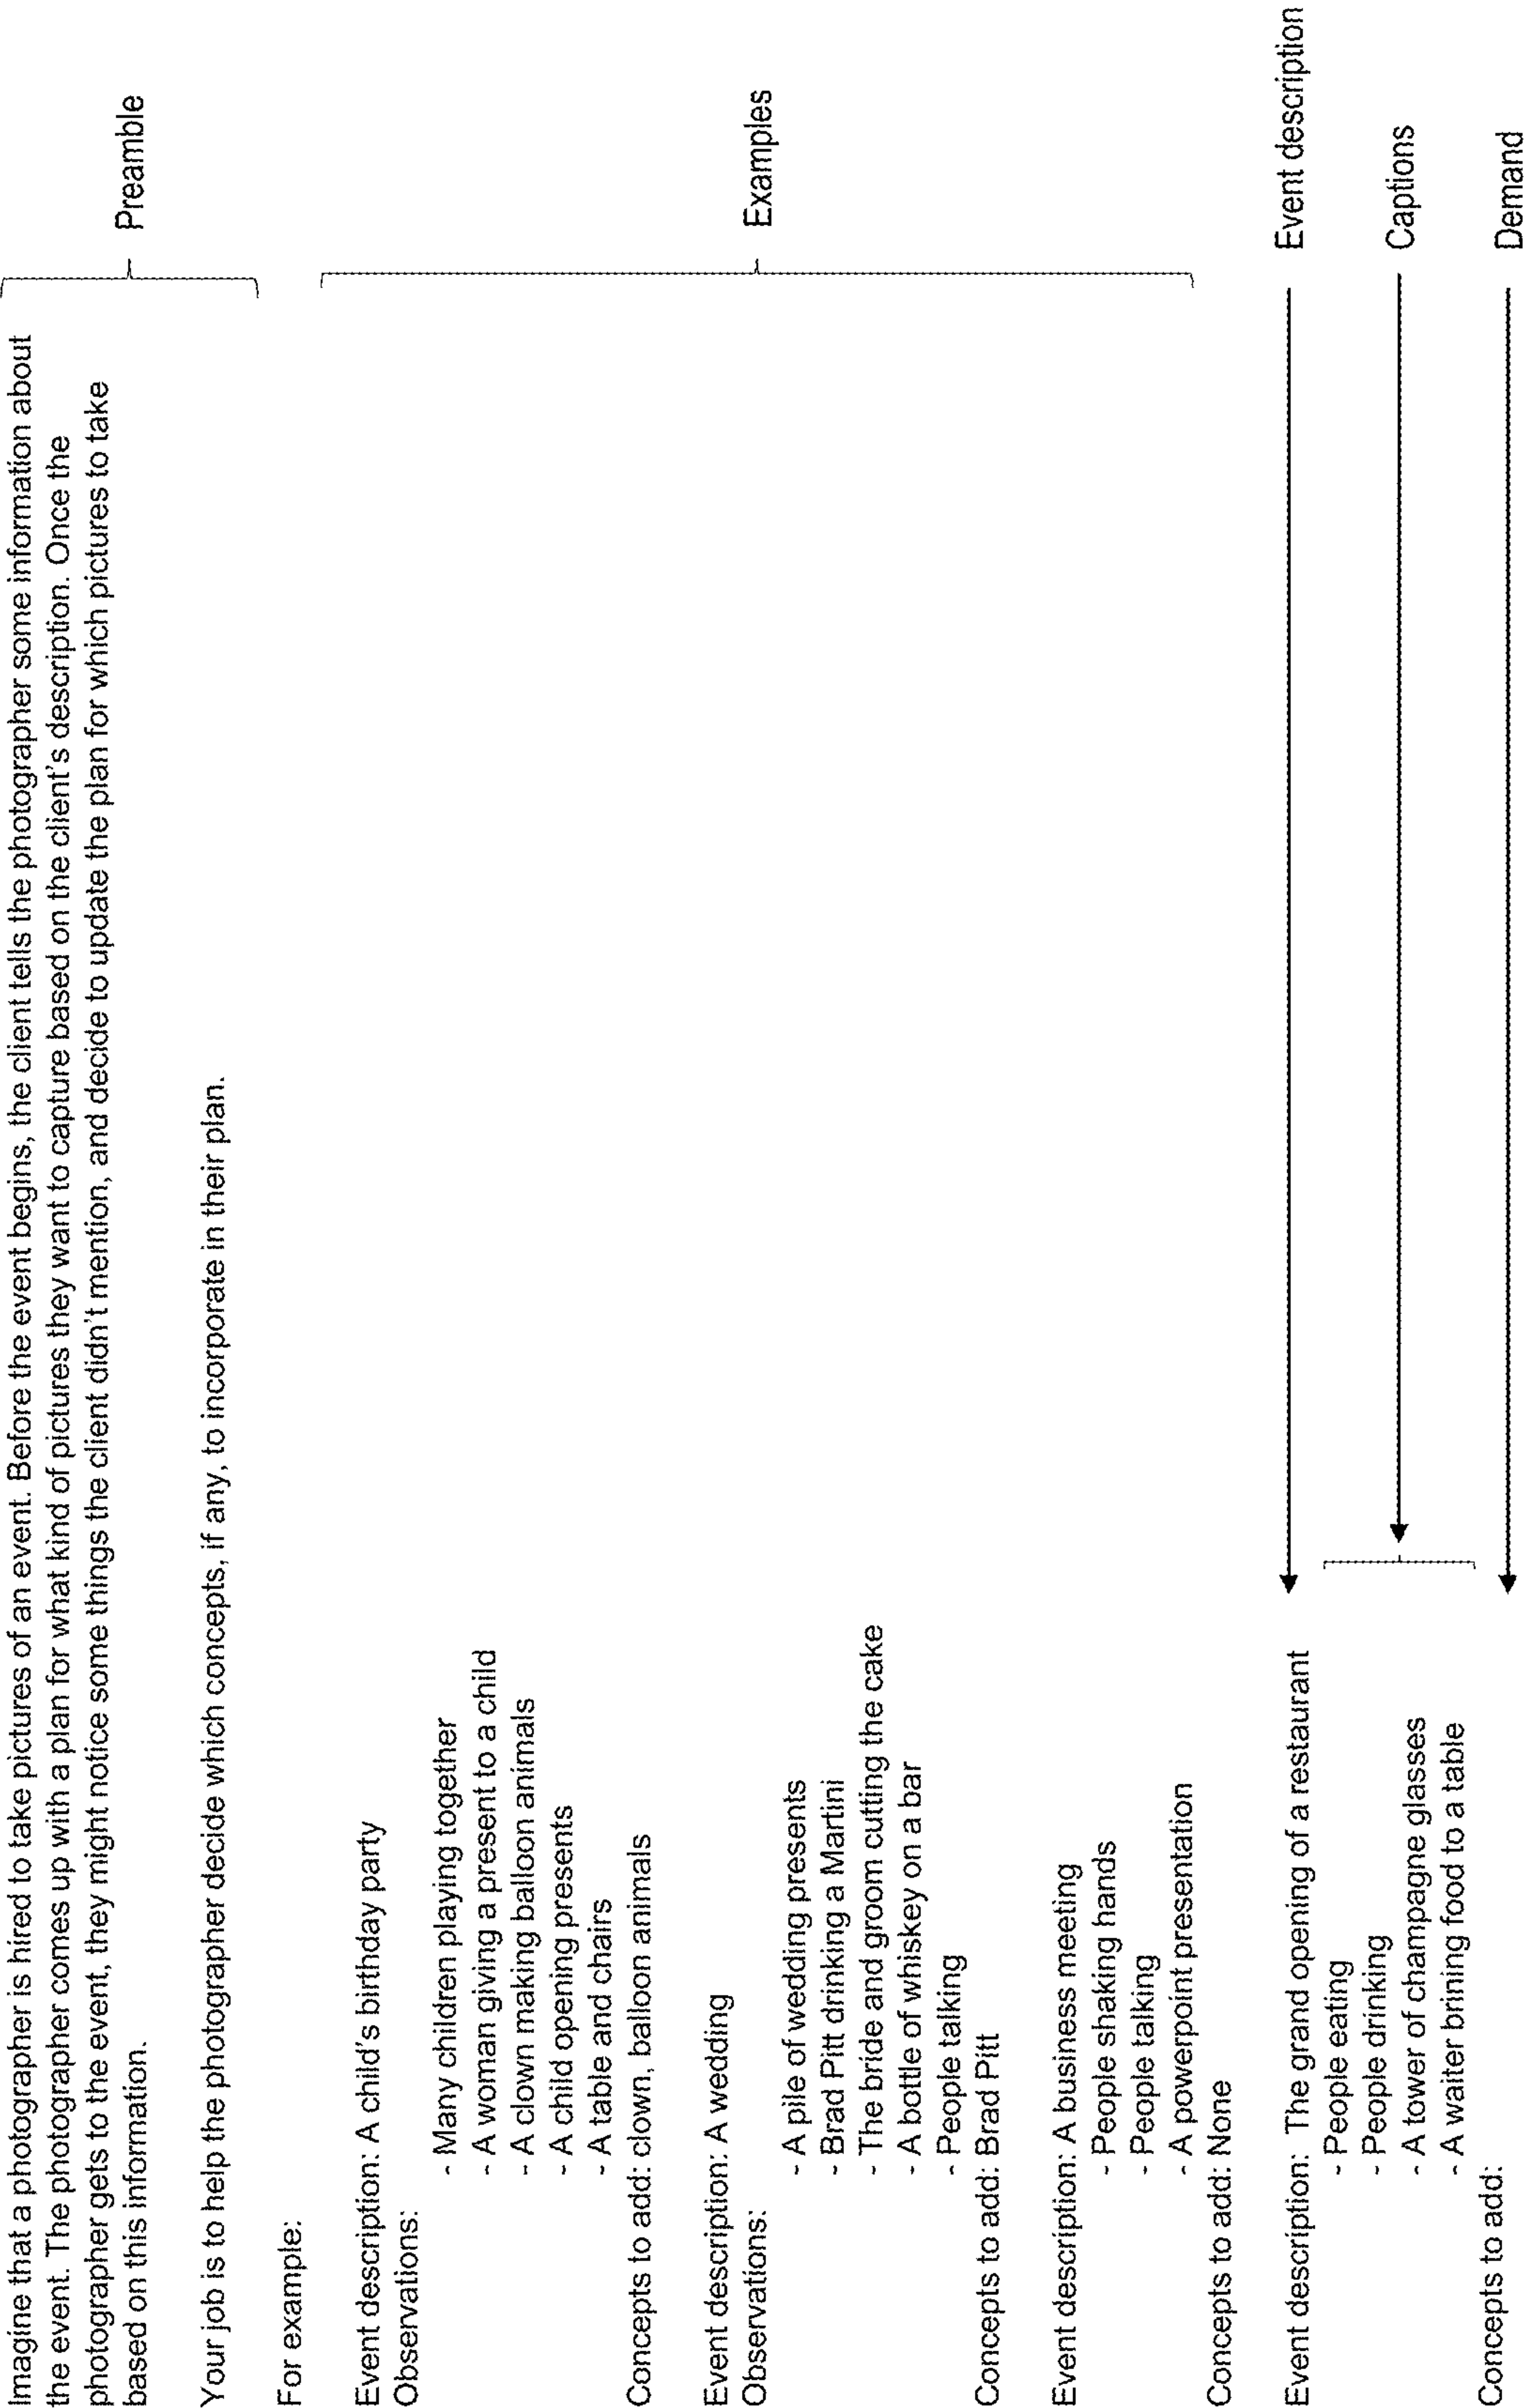 Imagine that a photographer is hired to take pictures of an event. Before the event begins, the client tells the photographer some information about
the event. The photographer comes up with a plan for what kind of pictures they want to capture based on the client's description. Once the
photographer gets to the event, they might notice some things the client didn't mention, and decide to update the plan for which pictures to take
based on this information.
Preamble
Your job is to help the photographer decide which concepts, if any, to incorporate in their plan.
For example:
Event description: A child's birthday party
Observations:
- Many children playing together
- A woman giving a present to a child
- A clown making balloon animals
- A child opening presents
- A table and chairs
Concepts to add: clown, balloon animals
Examples
Event description: A wedding
Observations:
- A pile of wedding presents
- Brad Pitt drinking a Martini
- The bride and groom cutting the cake
- A bottle of whiskey on a bar
- People talking
Concepts to add: Brad Pitt
Event description: A business meeting
- People shaking hands
- People talking
- A powerpoint presentation
Concepts to add: None
Event description: The grand opening of a restaurant
Event description
- People eating
- People drinking
- A tower of champagne glasses
- A waiter brining food to a table
Captions
Concepts to add:
Demand